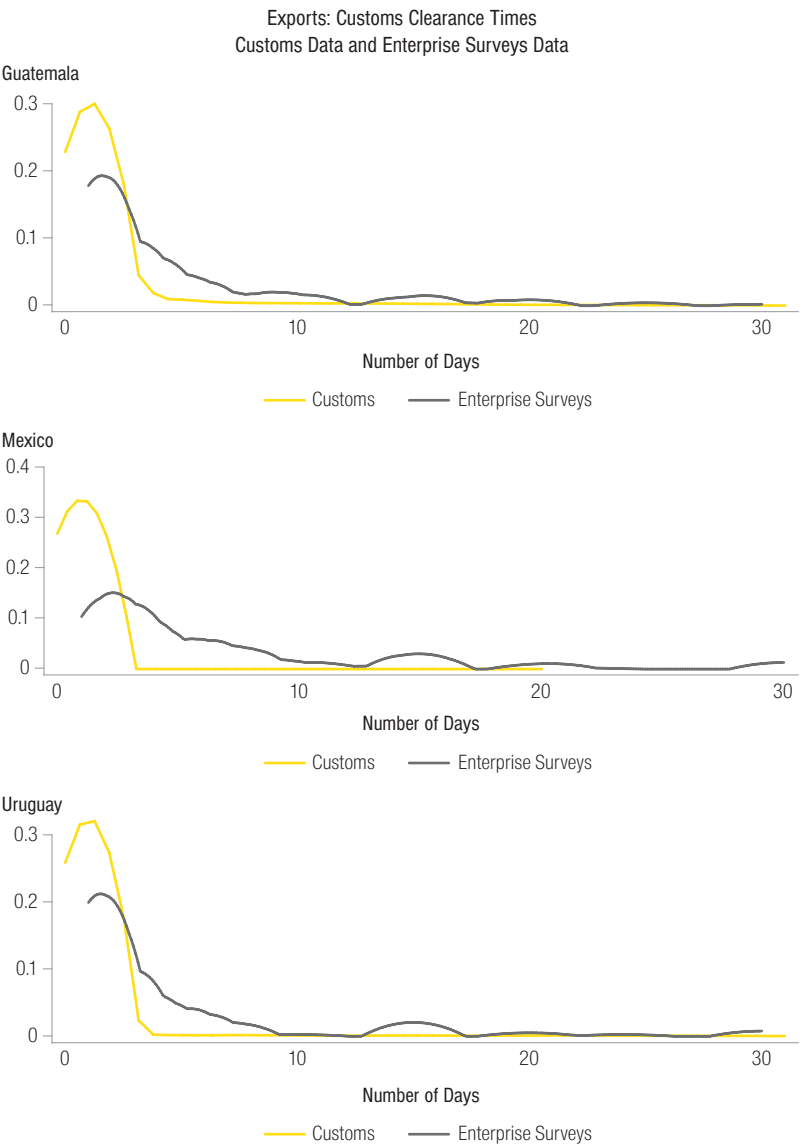 Exports: Customs Clearance Times
Customs Data and Enterprise Surveys Data
Guatemala
0.3
0.2
0.1
0
0 10 20 30
Number of Days
Customs Enterprise Surveys
Mexico
0.4
0.3
0.2
0.1
0
0 10 20 30
Number of Days
Customs Enterprise Surveys
Uruguay
0.3
0.2
0.1
0
0 10 20 30
Number of Days
Customs Enterprise Surveys